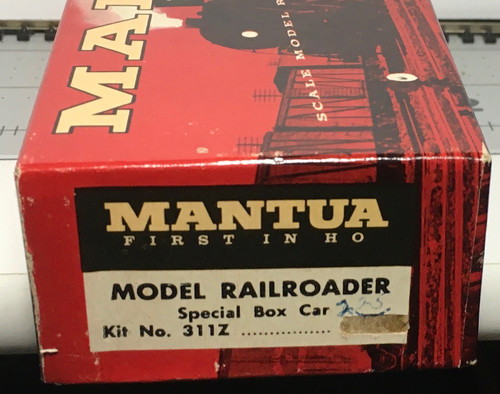 MA
SCALE MODEL R
MANTUA
FIRST IN HO
MODEL RAILROADER
Special Box Car
Kit No. 311Z ................